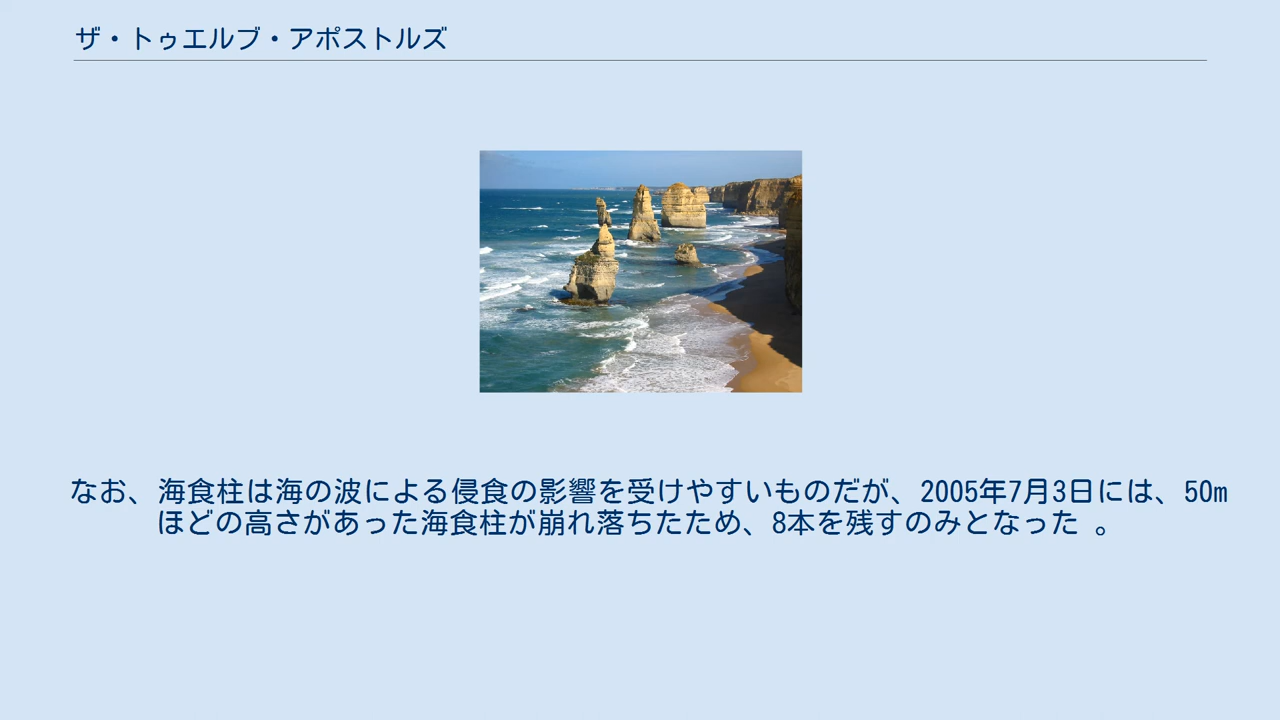 ザ・トゥエルブ・アポストルズ
なお、海食柱は海の波による侵食の影響を受けやすいものだが、2005年7月3日には、50m
ほどの高さがあった海食柱が崩れ落ちたため、8本を残すのみとなった 。